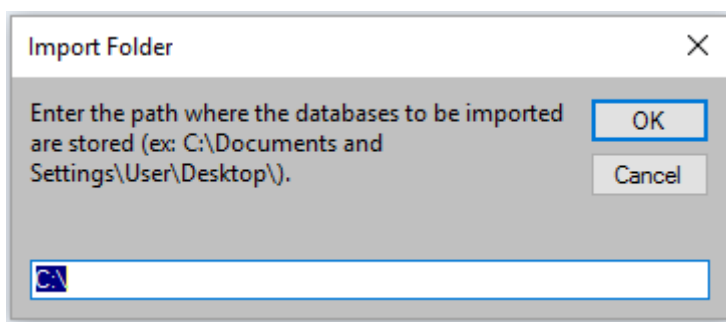 Import Folder
Enter the path where the databases to be imported
are stored (ex: C:\Documents and
Settings\User\Desktop\).
OK
Cancel
C:\